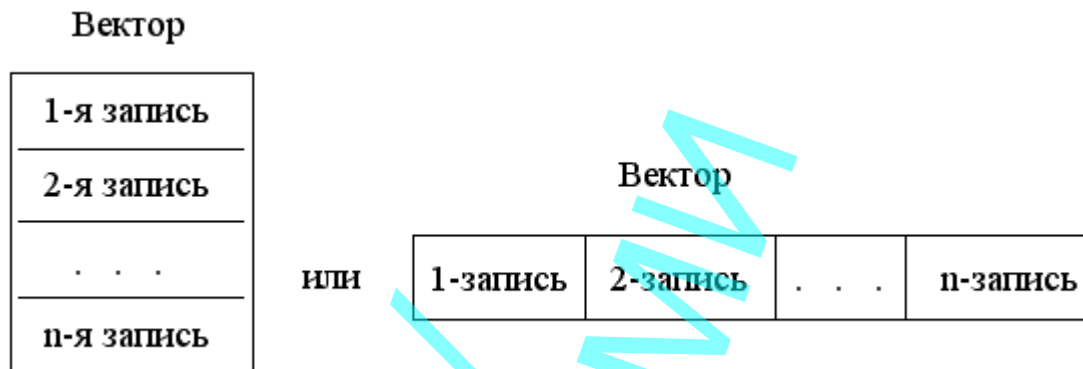 Вектор
1-я запись
2-я запись
. . .
n-я запись
или
Вектор
1-запись
2-запись
. . .
n-запись